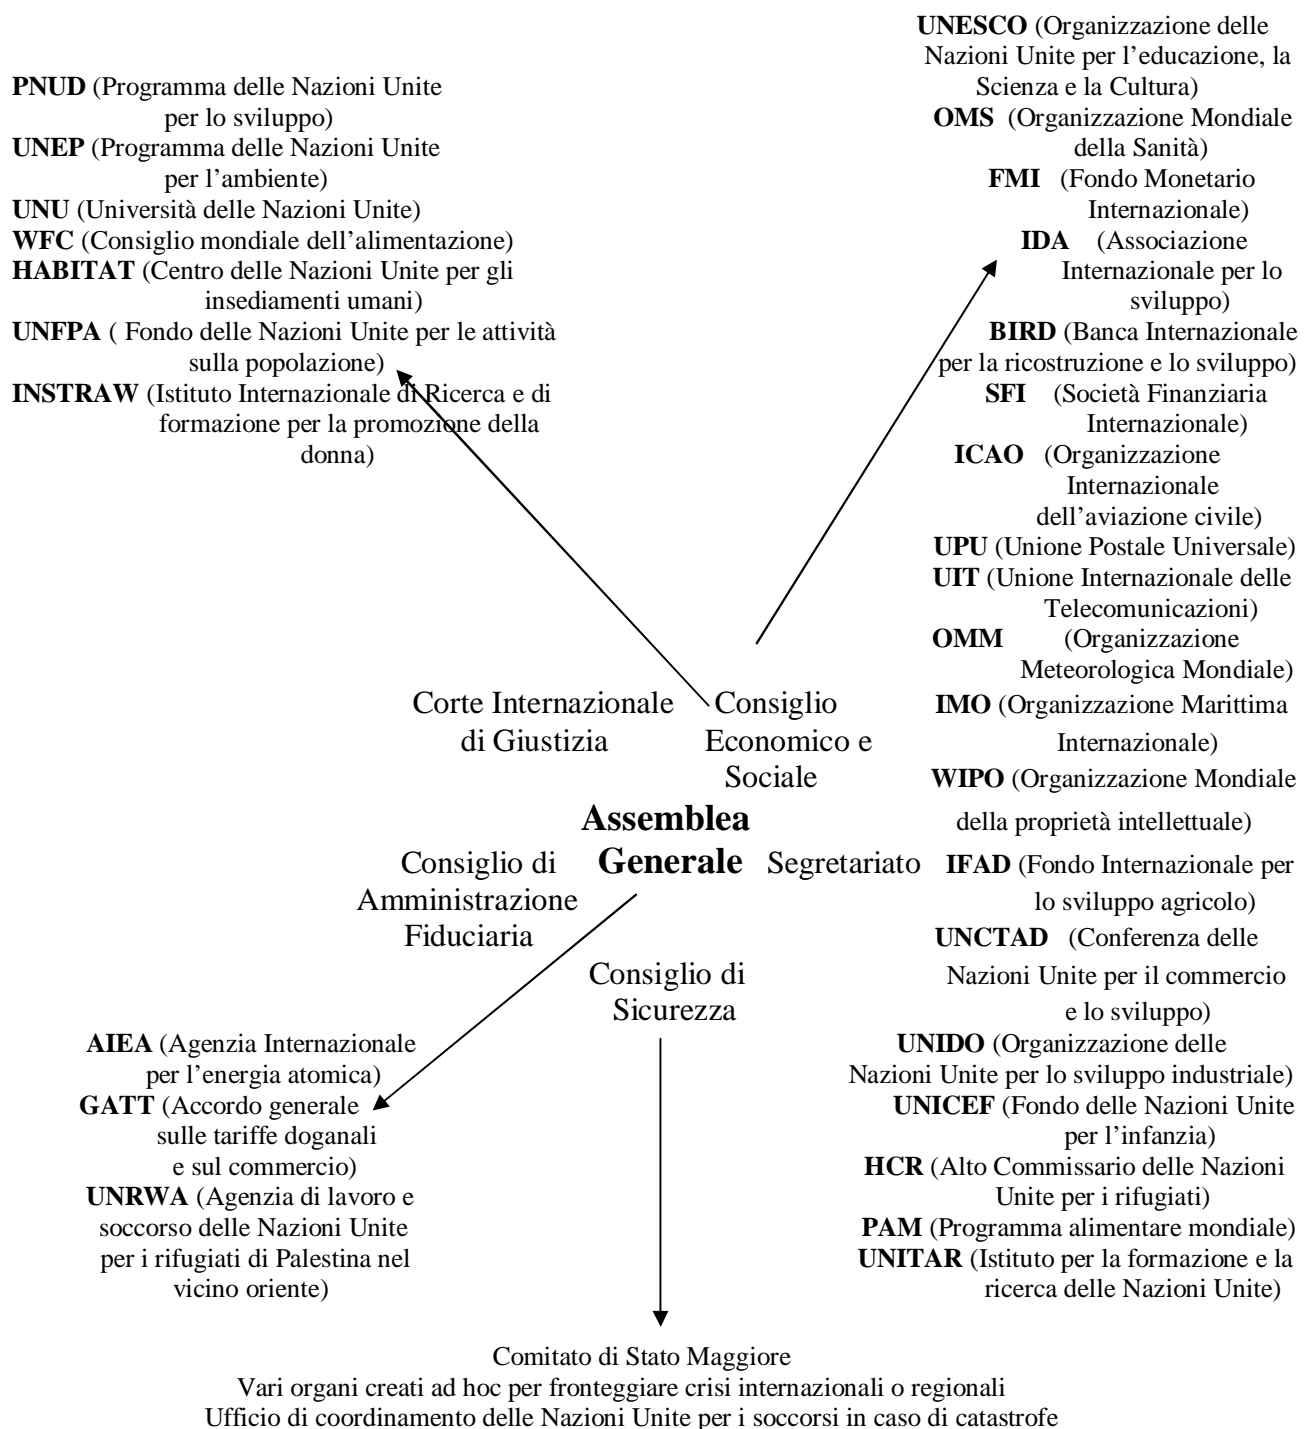 PNUD (Programma delle Nazioni Unite
per lo sviluppo)
UNEP (Programma delle Nazioni Unite
per l’ambiente)
UNU (Università delle Nazioni Unite)
WFC (Consiglio mondiale dell’alimentazione)
HABITAT (Centro delle Nazioni Unite per gli
insediamenti umani)
UNFPA ( Fondo delle Nazioni Unite per le attività
sulla popolazione)
INSTRAW (Istituto Internazionale di Ricerca e di
formazione per la promozione della
donna)
UNESCO (Organizzazione delle
Nazioni Unite per l’educazione, la
Scienza e la Cultura)
OMS (Organizzazione Mondiale
della Sanità)
FMI (Fondo Monetario
Internazionale)
IDA (Associazione
Internazionale per lo
sviluppo)
BIRD (Banca Internazionale
per la ricostruzione e lo sviluppo)
SFI (Società Finanziaria
Internazionale)
ICAO (Organizzazione
Internazionale
dell’aviazione civile)
UPU (Unione Postale Universale)
UIT (Unione Internazionale delle
Telecomunicazioni)
OMM (Organizzazione
Meteorologica Mondiale)
IMO (Organizzazione Marittima
Internazionale)
WIPO (Organizzazione Mondiale
della proprietà intellettuale)
IFAD (Fondo Internazionale per
lo sviluppo agricolo)
UNCTAD (Conferenza delle
Nazioni Unite per il commercio
e lo sviluppo)
UNIDO (Organizzazione delle
Nazioni Unite per lo sviluppo industriale)
UNICEF (Fondo delle Nazioni Unite
per l’infanzia)
HCR (Alto Commissario delle Nazioni
Unite per i rifugiati)
PAM (Programma alimentare mondiale)
UNITAR (Istituto per la formazione e la
ricerca delle Nazioni Unite)
Corte Internazionale
di Giustizia
Consiglio
Economico e
Sociale
Assemblea
Generale
Consiglio di
Amministrazione
Fiduciaria
Segretariato
Consiglio di
Sicurezza
AIEA (Agenzia Internazionale
per l’energia atomica)
GATT (Accordo generale
sulle tariffe doganali
e sul commercio)
UNRWA (Agenzia di lavoro e
soccorso delle Nazioni Unite
per i rifugiati di Palestina nel
vicino oriente)
Comitato di Stato Maggiore
Vari organi creati ad hoc per fronteggiare crisi internazionali o regionali
Ufficio di coordinamento delle Nazioni Unite per i soccorsi in caso di catastrofe